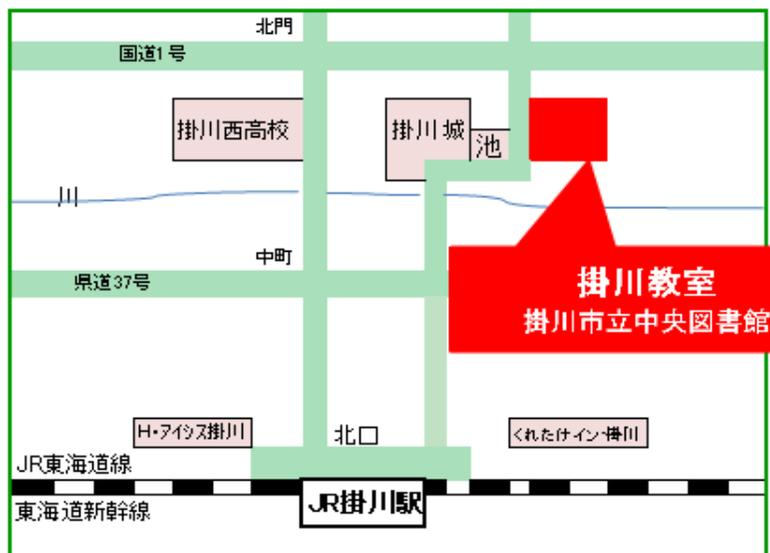 北門
国道1号
掛川西高校
掛川城
池
川
中町
県道37号
掛川教室
掛川市立中央図書館
H・アイシス掛川
北口
くれたけイン・掛川
JR東海道線
JR掛川駅
東海道新幹線